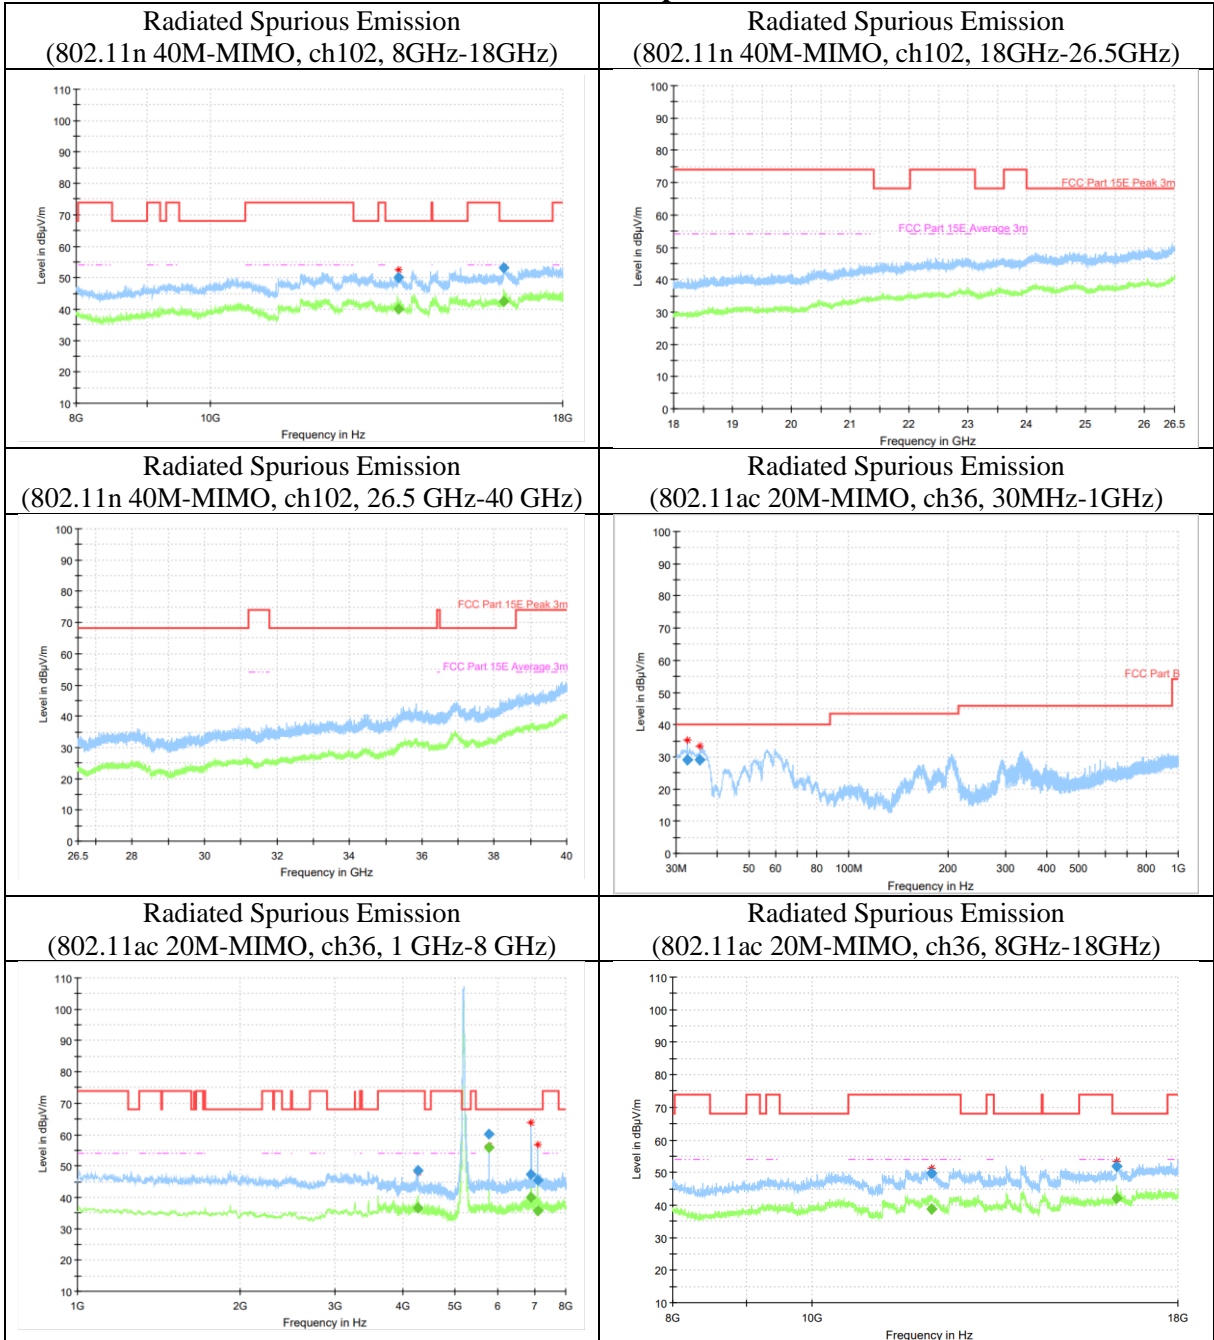 Radiated Spurious Emission
(802.11n 40M-MIMO, ch102, 8GHz-18GHz)
110
100
90
80
70
60
50
40
30
20
10
Level in dBµV/m
8G
10G
18G
Frequency in Hz
Radiated Spurious Emission
(802.11n 40M-MIMO, ch102, 18GHz-26.5GHz)
100
90
80
70
60
50
40
30
20
10
0
Level in dBµV/m
FCC Part 15E Peak 3m
FCC Part 15E Average 3m
18
19
20
21
22
23
24
25
26
26.5
Frequency in GHz
Radiated Spurious Emission
(802.11n 40M-MIMO, ch102, 26.5 GHz-40 GHz)
100
90
80
70
60
50
40
30
20
10
0
Level in dBµV/m
FCC Part 15E Peak 3m
FCC Part 15E Average 3m
26.5
28
30
32
34
36
38
40
Frequency in GHz
Radiated Spurious Emission
(802.11ac 20M-MIMO, ch36, 30MHz-1GHz)
100
90
80
70
60
50
40
30
20
10
0
Level in dBµV/m
FCC Part B
30M
50
60
80
100M
200
300
400
500
800
1G
Frequency in Hz
Radiated Spurious Emission
(802.11ac 20M-MIMO, ch36, 1 GHz-8 GHz)
110
100
90
80
70
60
50
40
30
20
10
Level in dBµV/m
1G
2G
3G
4G
5G
6
7
8G
Frequency in Hz
Radiated Spurious Emission
(802.11ac 20M-MIMO, ch36, 8GHz-18GHz)
110
100
90
80
70
60
50
40
30
20
10
Level in dBµV/m
8G
10G
18G
Frequency in Hz